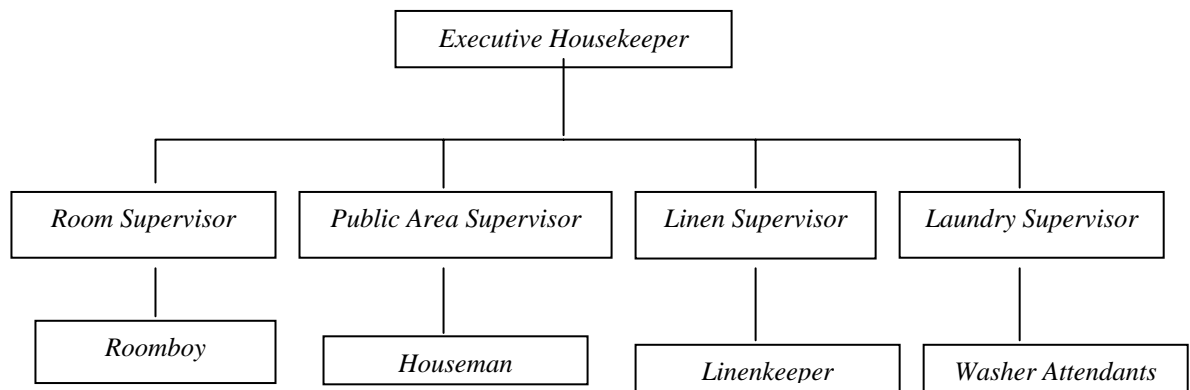 Executive Housekeeper
Room Supervisor
Public Area Supervisor
Linen Supervisor
Laundry Supervisor
Roomboy
Houseman
Linenkeeper
Washer Attendants